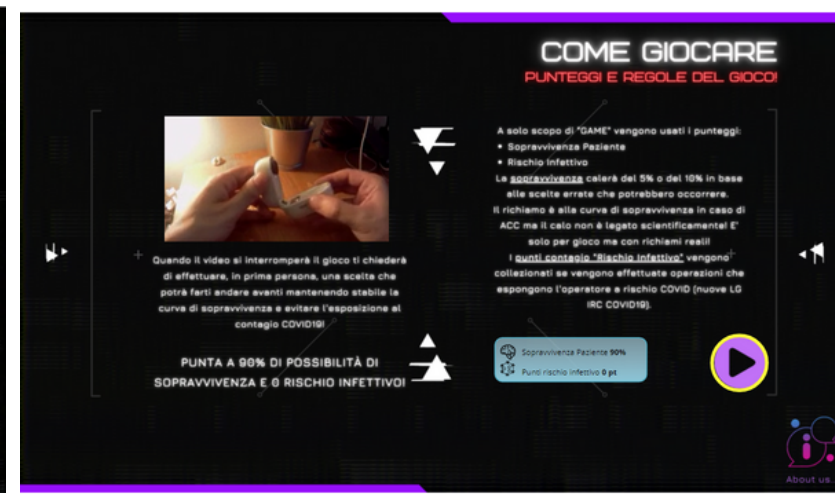 COME GIOCARE
PUNTEGGI E REGOLE DEL GIOCO!
Quando il video si interromperà il gioco ti chiederà
di effettuare, in prima persona, una scelta che
potrà farti andare avanti mantenendo stabile la
curva di sopravvivenza e evitare l'esposizione al
contagio COVID19!
PUNTA A 90% DI POSSIBILITÀ DI
SOPRAVVIVENZA E 0 RISCHIO INFETTIVO!
A solo scopo di "GAME" vengono usati i punteggi:
• Sopravvivenza Paziente
• Rischio Infettivo
La sopravvivenza calerà del 5% o del 10% in base
alle scelte errate che potrebbero occorrere.
Il richiamo è alla curva di sopravvivenza in caso di
ACC ma il calo non è legato scientificamente! E'
solo per gioco ma con richiami reali!
I punti contagio "Rischio Infettivo" vengono
collezionati se vengono effettuate operazioni che
espongono l'operatore a rischio COVID (nuove LG
IRC COVID19).
Sopravvivenza Paziente 90%
Punti rischio infettivo 0 pt
About us.